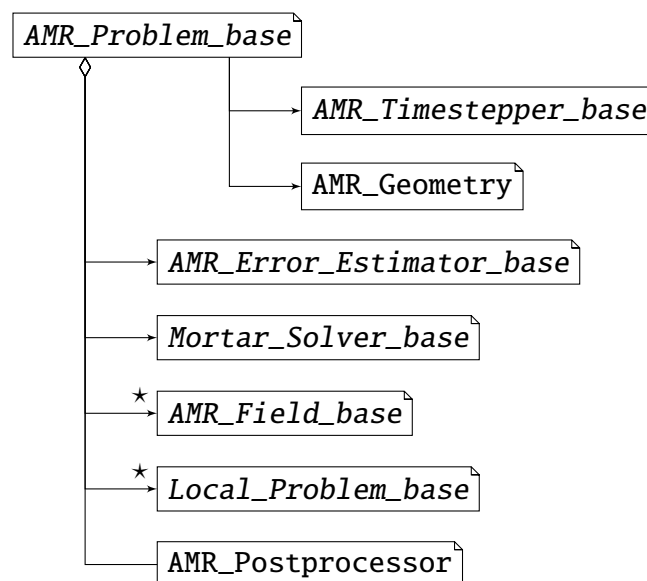 AMR_Problem_base
AMR_Timestepper_base
AMR_Geometry
AMR_Error_Estimator_base
Mortar_Solver_base
AMR_Field_base
Local_Problem_base
AMR_Postprocessor